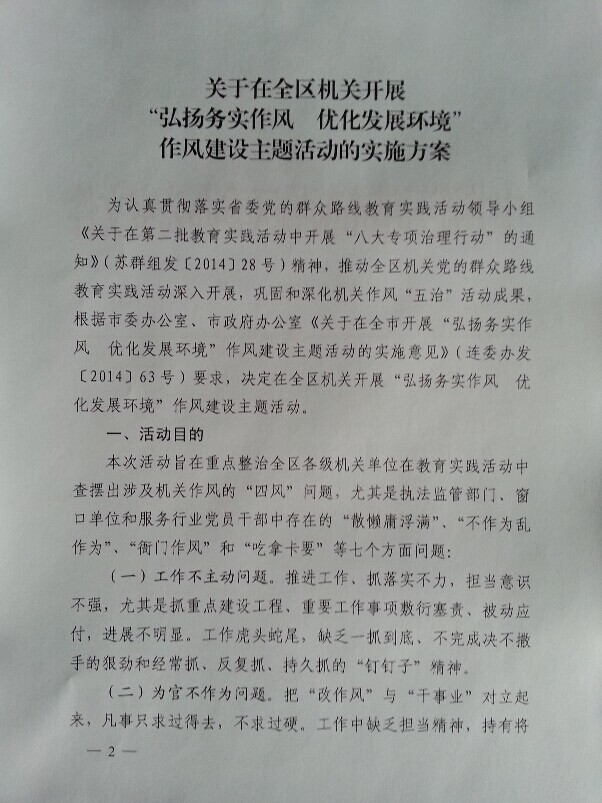 关于在全区机关开展
“弘扬务实作风　优化发展环境”
作风建设主题活动的实施方案
为认真贯彻落实省委党的群众路线教育实践活动领导小组
《关于在第二批教育实践活动中开展“八大专项治理行动”的通
知》（苏群组发〔2014〕28号）精神，推动全区机关党的群众路线
教育实践活动深入开展，巩固和深化机关作风“五治”活动成果，
根据市委办公室、市政府办公室《关于在全市开展“弘扬务实作
风　优化发展环境”作风建设主题活动的实施意见》（连委办发
〔2014〕63号）要求，决定在全区机关开展“弘扬务实作风　优
化发展环境”作风建设主题活动。
一、活动目的
本次活动旨在重点整治全区各级机关单位在教育实践活动中
查摆出涉及机关作风的“四风”问题，尤其是执法监管部门、窗
口单位和服务行业党员干部中存在的“散懒庸浮满”、“不作为乱
作为”、“衙门作风”和“吃拿卡要”等七个方面问题：
（一）工作不主动问题。推进工作、抓落实不力，担当意识
不强，尤其是抓重点建设工程、重要工作事项敷衍塞责、被动应
付，进展不明显。工作虎头蛇尾，缺乏一抓到底、不完成决不撒
手的狠劲和经常抓、反复抓、持久抓的“钉钉子”精神。
（二）为官不作为问题。把“改作风”与“干事业”对立起
来，凡事只求过得去，不求过硬。工作中缺乏担当精神，持有将
— 2 —